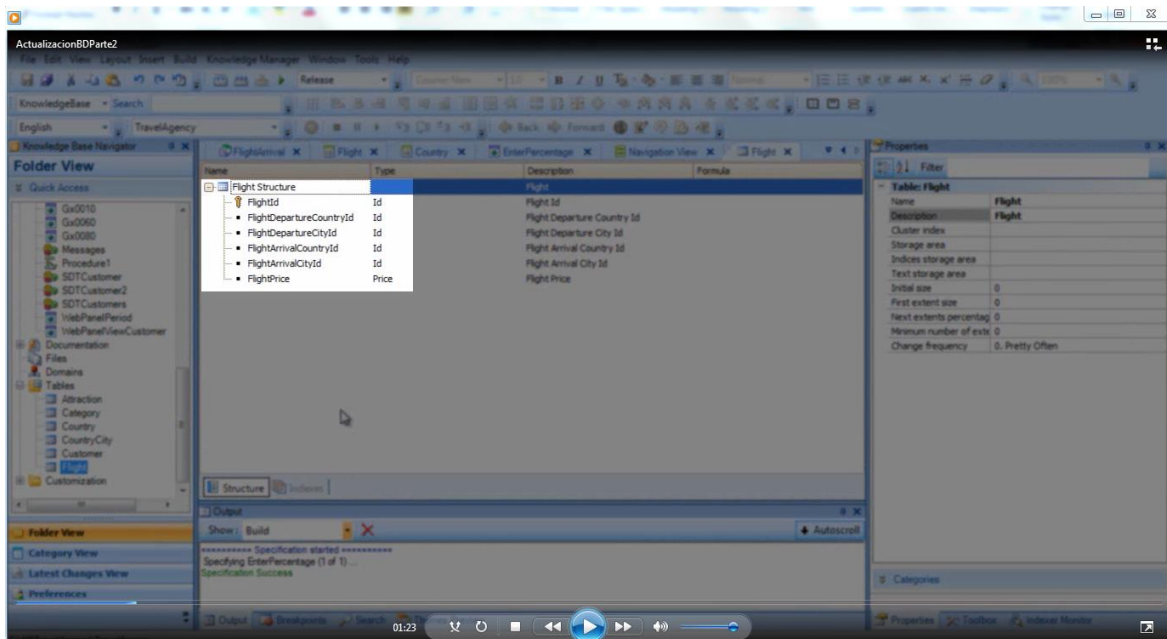 ActualizacionBDParte2
File Edit View Layout Insert Build Knowledge Manager Window Tools Help
Release Courier New 10 Normal 100%
KnowledgeBase Search
English TravelAgency Back Forward
Knowledge Base Navigator
Folder View
Quick Access
Gx0010
Gx0060
Gx0080
Messages
Procedure1
SDTCustomer
SDTCustomer2
SDTCustomers
WebPanelPeriod
WebPanelViewCustomer
Documentation
Files
Domains
Tables
Attraction
Category
Country
CountryCity
Customer
Flight
Customization
Folder View
Category View
Latest Changes View
Preferences
FlightArrival Flight Country EnterPercentage Navigation View Flight
Name Type Description Formula
Flight Structure Flight
FlightId Id Flight Id
FlightDepartureCountryId Id Flight Departure Country Id
FlightDepartureCityId Id Flight Departure City Id
FlightArrivalCountryId Id Flight Arrival Country Id
FlightArrivalCityId Id Flight Arrival City Id
FlightPrice Price Flight Price
Structure Indexes
Output
Show: Build Autoscroll
========== Specification started ==========
Specifying EnterPercentage (1 of 1) ...
Specification Success
Output Breakpoints Search
01:23
Properties
Filter
Table: Flight
Name Flight
Description Flight
Cluster index
Storage area
Indices storage area
Text storage area
Initial size 0
First extent size 0
Next extents percentag 0
Minimum number of exte 0
Change frequency 0. Pretty Often
Categories
Properties Toolbox Indexer Monitor